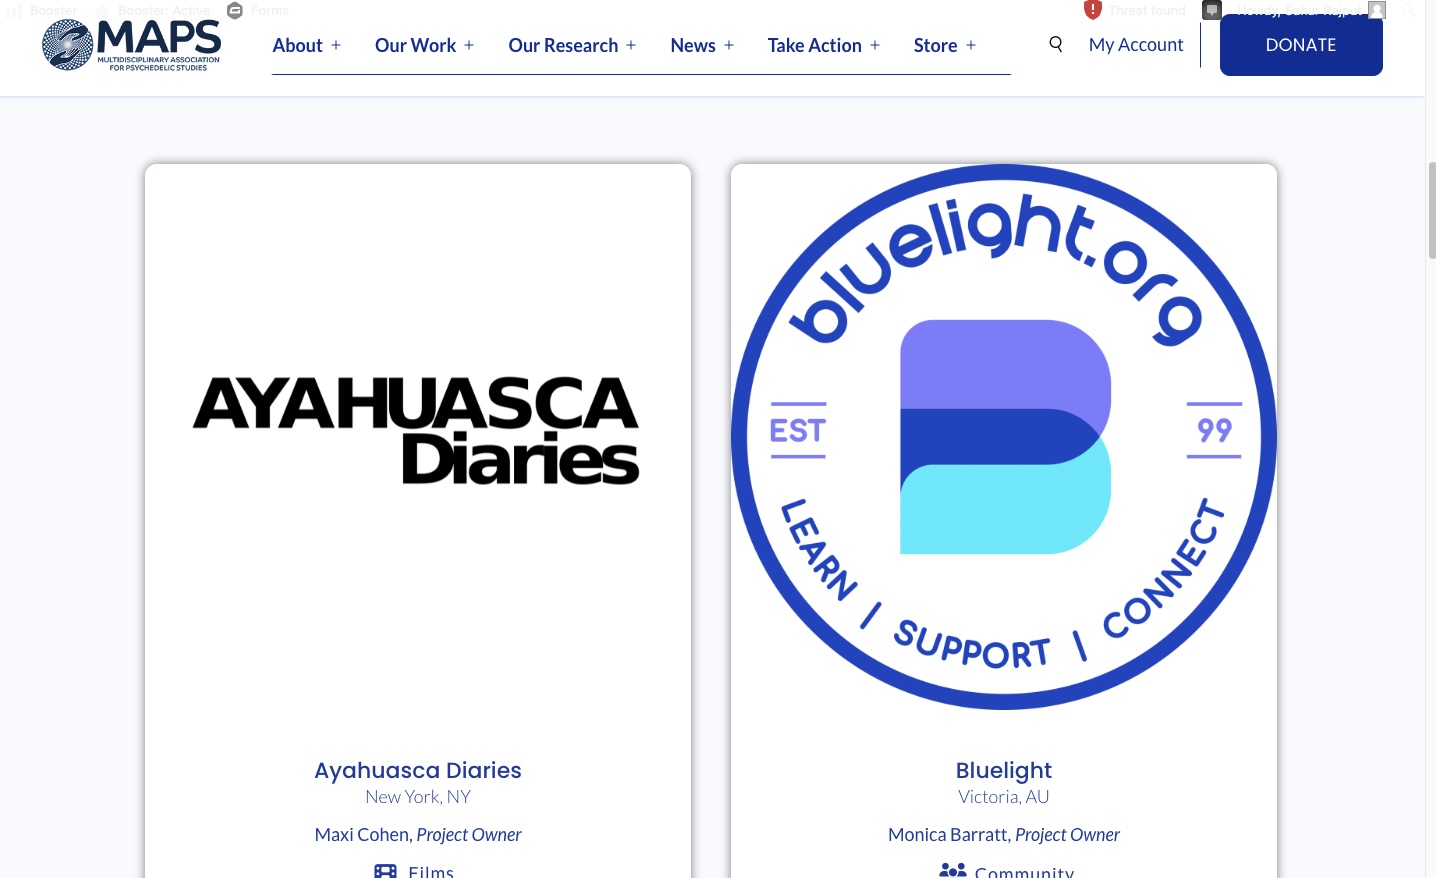 Booster
Booster: Active
Forms
Threat found
Howdy, Sahar Rajput
MAPS
MULTIDISCIPLINARY ASSOCIATION
FOR PSYCHEDELIC STUDIES
About +
Our Work +
Our Research +
News +
Take Action +
Store +
My Account
DONATE
AYAHUASCA
Diaries
Ayahuasca Diaries
New York, NY
Maxi Cohen, Project Owner
Films
bluelight.org
EST
99
LEARN | SUPPORT | CONNECT
Bluelight
Victoria, AU
Monica Barratt, Project Owner
Community